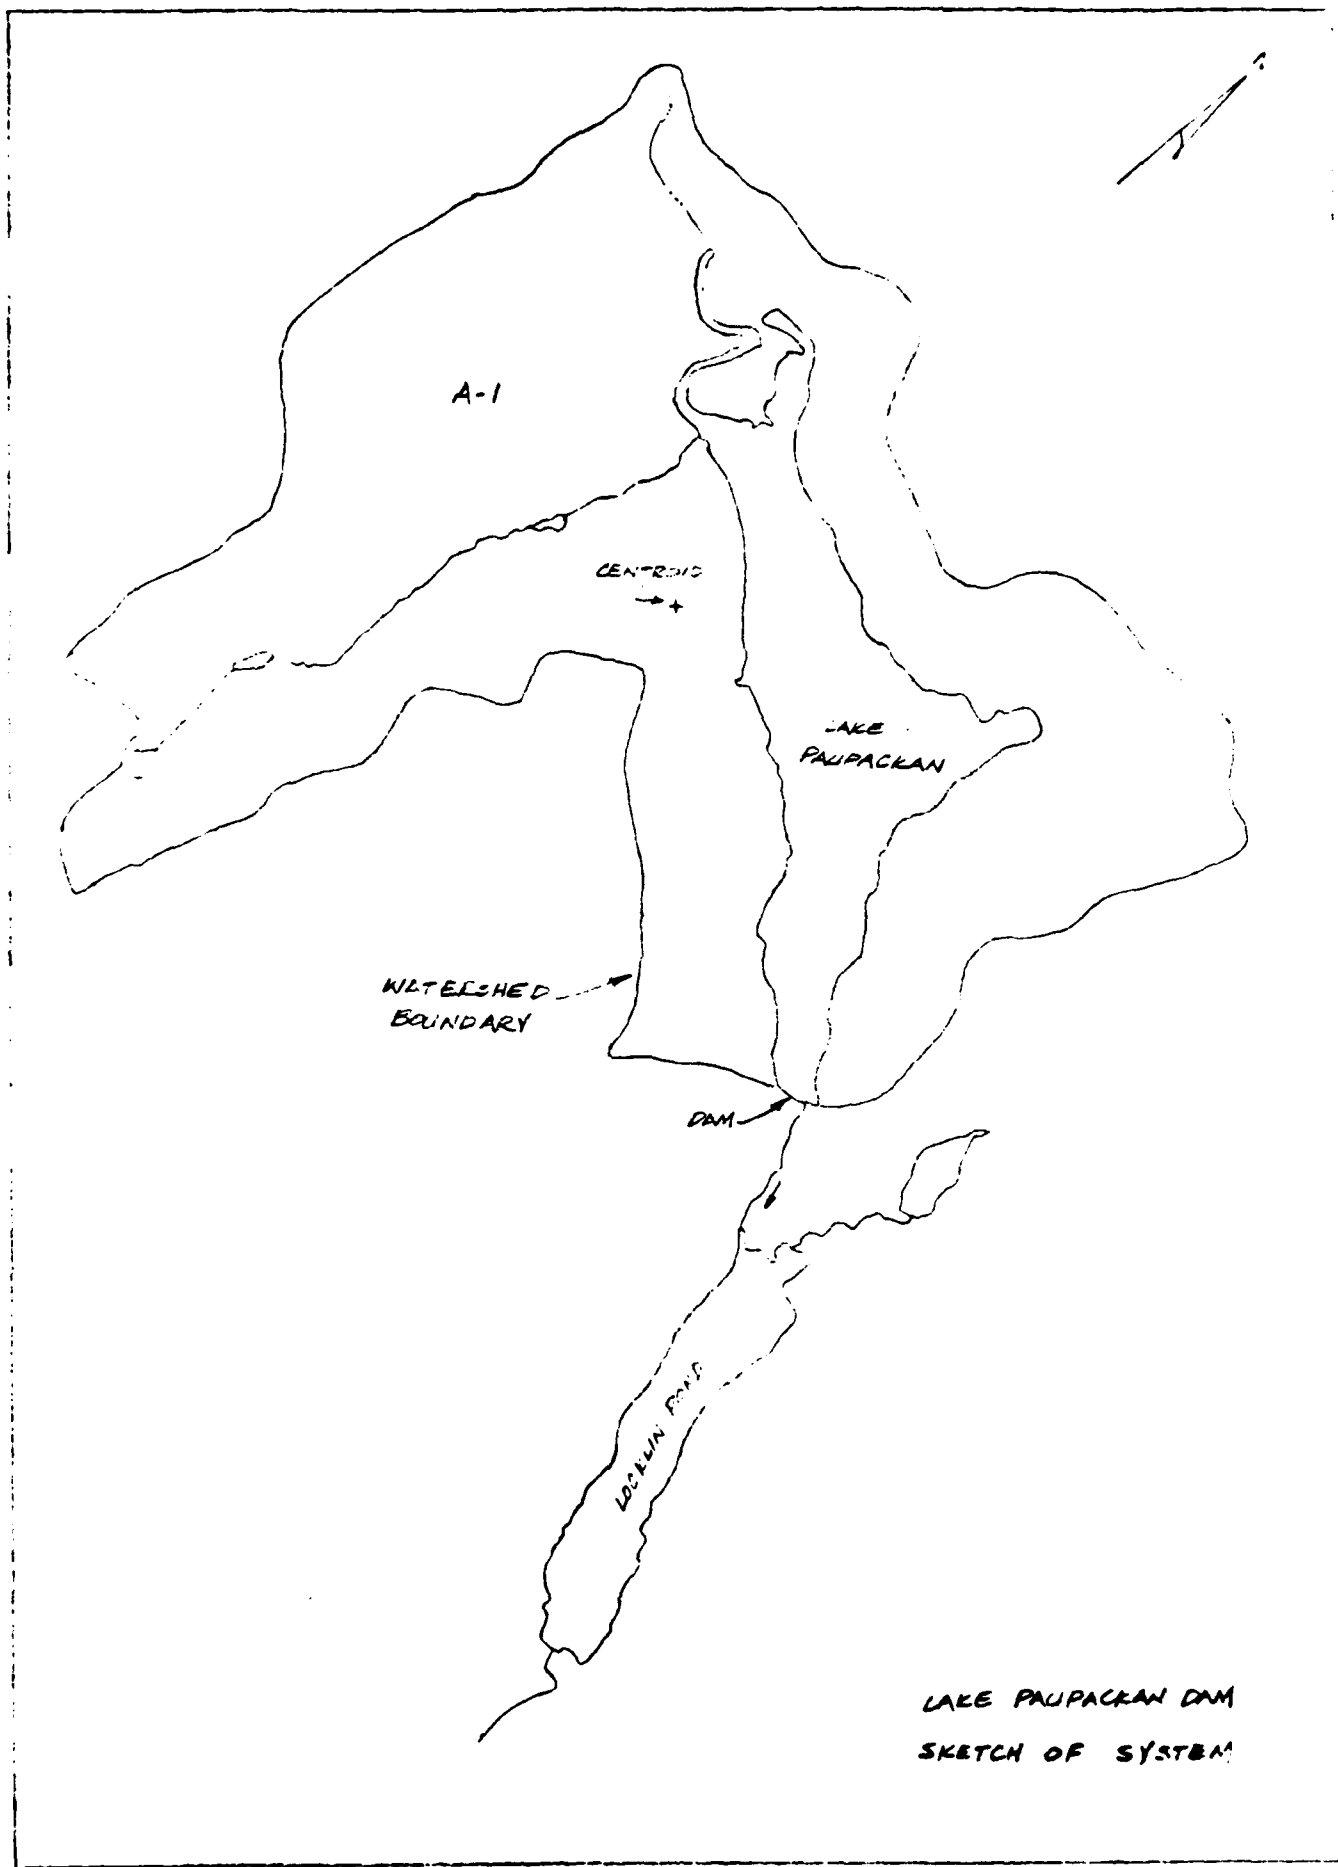 A-1
CENTROID
LAKE
PAUPACKAN
WATERSHED
BOUNDARY
DAM
LOCKLIN POND
LAKE PAUPACKAN DAM
SKETCH OF SYSTEM